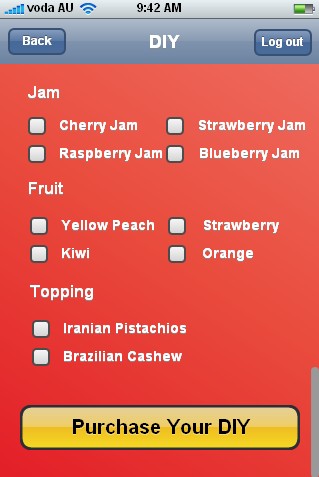 voda AU 9:42 AM
Back DIY Log out
Jam
Cherry Jam Strawberry Jam
Raspberry Jam Blueberry Jam
Fruit
Yellow Peach Strawberry
Kiwi Orange
Topping
Iranian Pistachios
Brazilian Cashew
Purchase Your DIY